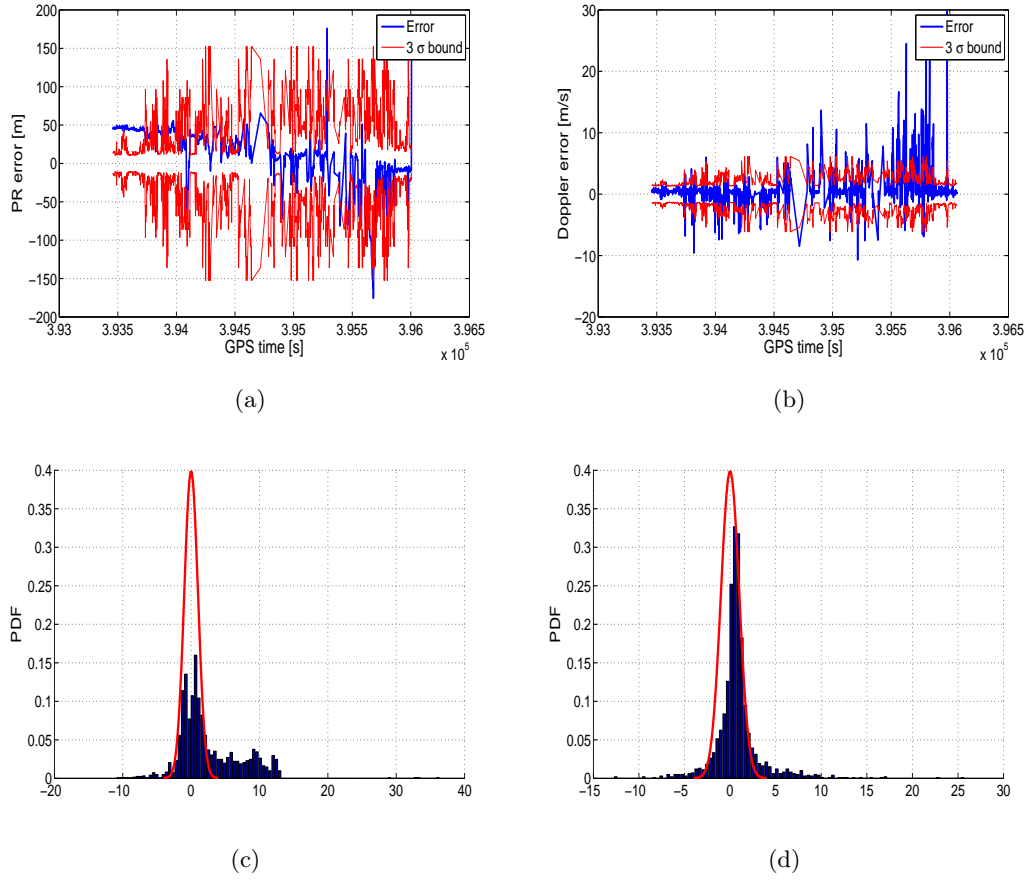 200
150
100
50
0
−50
−100
−150
−200
PR error [m]
Error
3 σ bound
3.93 3.935 3.94 3.945 3.95 3.955 3.96 3.965
GPS time [s]
x 10⁵
(a)
30
20
10
0
−10
−20
Doppler error [m/s]
Error
3 σ bound
3.93 3.935 3.94 3.945 3.95 3.955 3.96 3.965
GPS time [s]
x 10⁵
(b)
0.4
0.35
0.3
0.25
0.2
0.15
0.1
0.05
0
PDF
−20 −10 0 10 20 30 40
(c)
0.4
0.35
0.3
0.25
0.2
0.15
0.1
0.05
0
PDF
−15 −10 −5 0 5 10 15 20 25 30
(d)